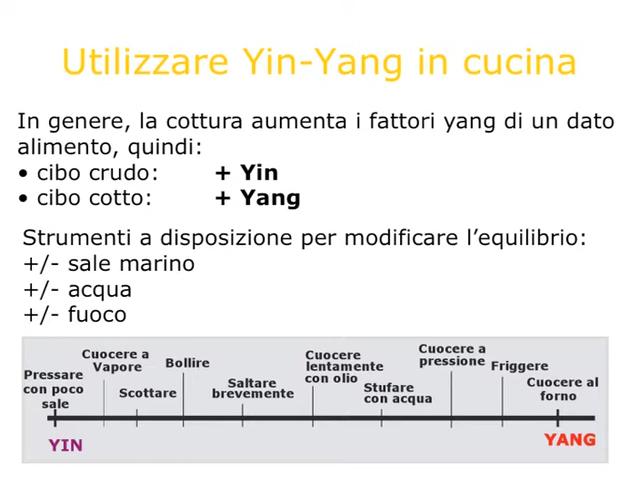 Utilizzare Yin-Yang in cucina
In genere, la cottura aumenta i fattori yang di un dato
alimento, quindi:
• cibo crudo: + Yin
• cibo cotto: + Yang
Strumenti a disposizione per modificare l’equilibrio:
+/- sale marino
+/- acqua
+/- fuoco
Pressare
con poco
sale
Cuocere a
Vapore
Scottare
Bollire
Saltare
brevemente
Cuocere
lentamente
con olio
Stufare
con acqua
Cuocere a
pressione
Friggere
Cuocere al
forno
YIN
YANG